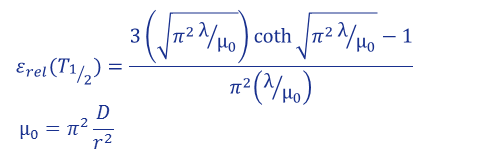 ε_rel(T_1/2) = 3(√(π² λ/μ₀)) coth √(π² λ/μ₀) − 1 / π²(λ/μ₀)
μ₀ = π² D/r²